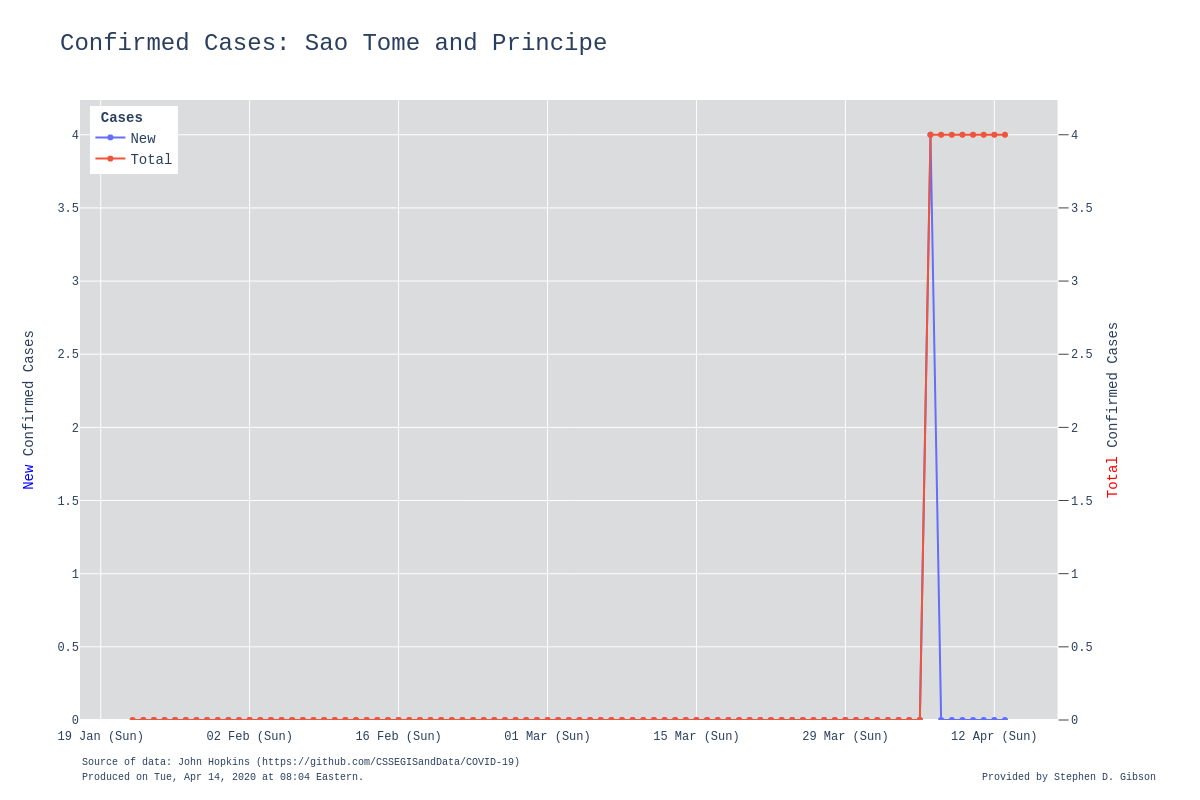 Confirmed Cases: Sao Tome and Principe
Cases
New
Total
4
3.5
3
2.5
2
1.5
1
0.5
0
4
3.5
3
2.5
2
1.5
1
0.5
0
New Confirmed Cases
Total Confirmed Cases
19 Jan (Sun) 02 Feb (Sun) 16 Feb (Sun) 01 Mar (Sun) 15 Mar (Sun) 29 Mar (Sun) 12 Apr (Sun)
Source of data: John Hopkins (https://github.com/CSSEGISandData/COVID-19)
Produced on Tue, Apr 14, 2020 at 08:04 Eastern.
Provided by Stephen D. Gibson